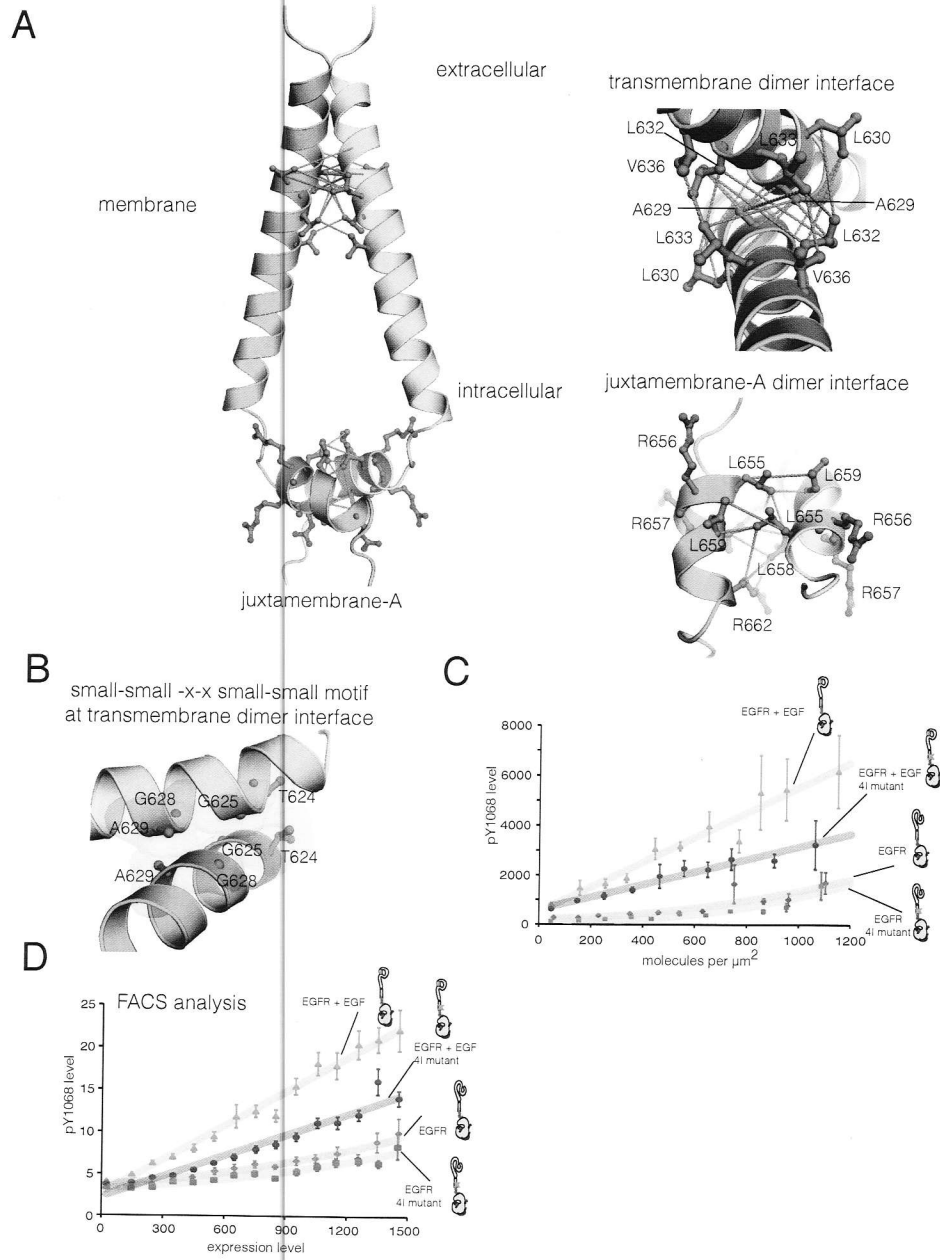 A
extracellular
membrane
intracellular
juxtamembrane-A
transmembrane dimer interface
L632
L633
L630
V636
A629
A629
L633
L632
L630
V636
juxtamembrane-A dimer interface
R656
L655
L659
R657
L655
R656
L659
L658
R657
R662
B
small-small -x-x small-small motif
at transmembrane dimer interface
G628
G625
T624
A629
G625
T624
A629
G628
C
EGFR + EGF
8000
6000
4000
2000
0
pY1068 level
EGFR + EGF
4I mutant
EGFR
EGFR
4I mutant
0 200 400 600 800 1000 1200
molecules per µm2
D
FACS analysis
EGFR + EGF
25
20
15
10
5
0
pY1068 level
EGFR + EGF
4I mutant
EGFR
EGFR
4I mutant
0 300 600 900 1200 1500
expression level